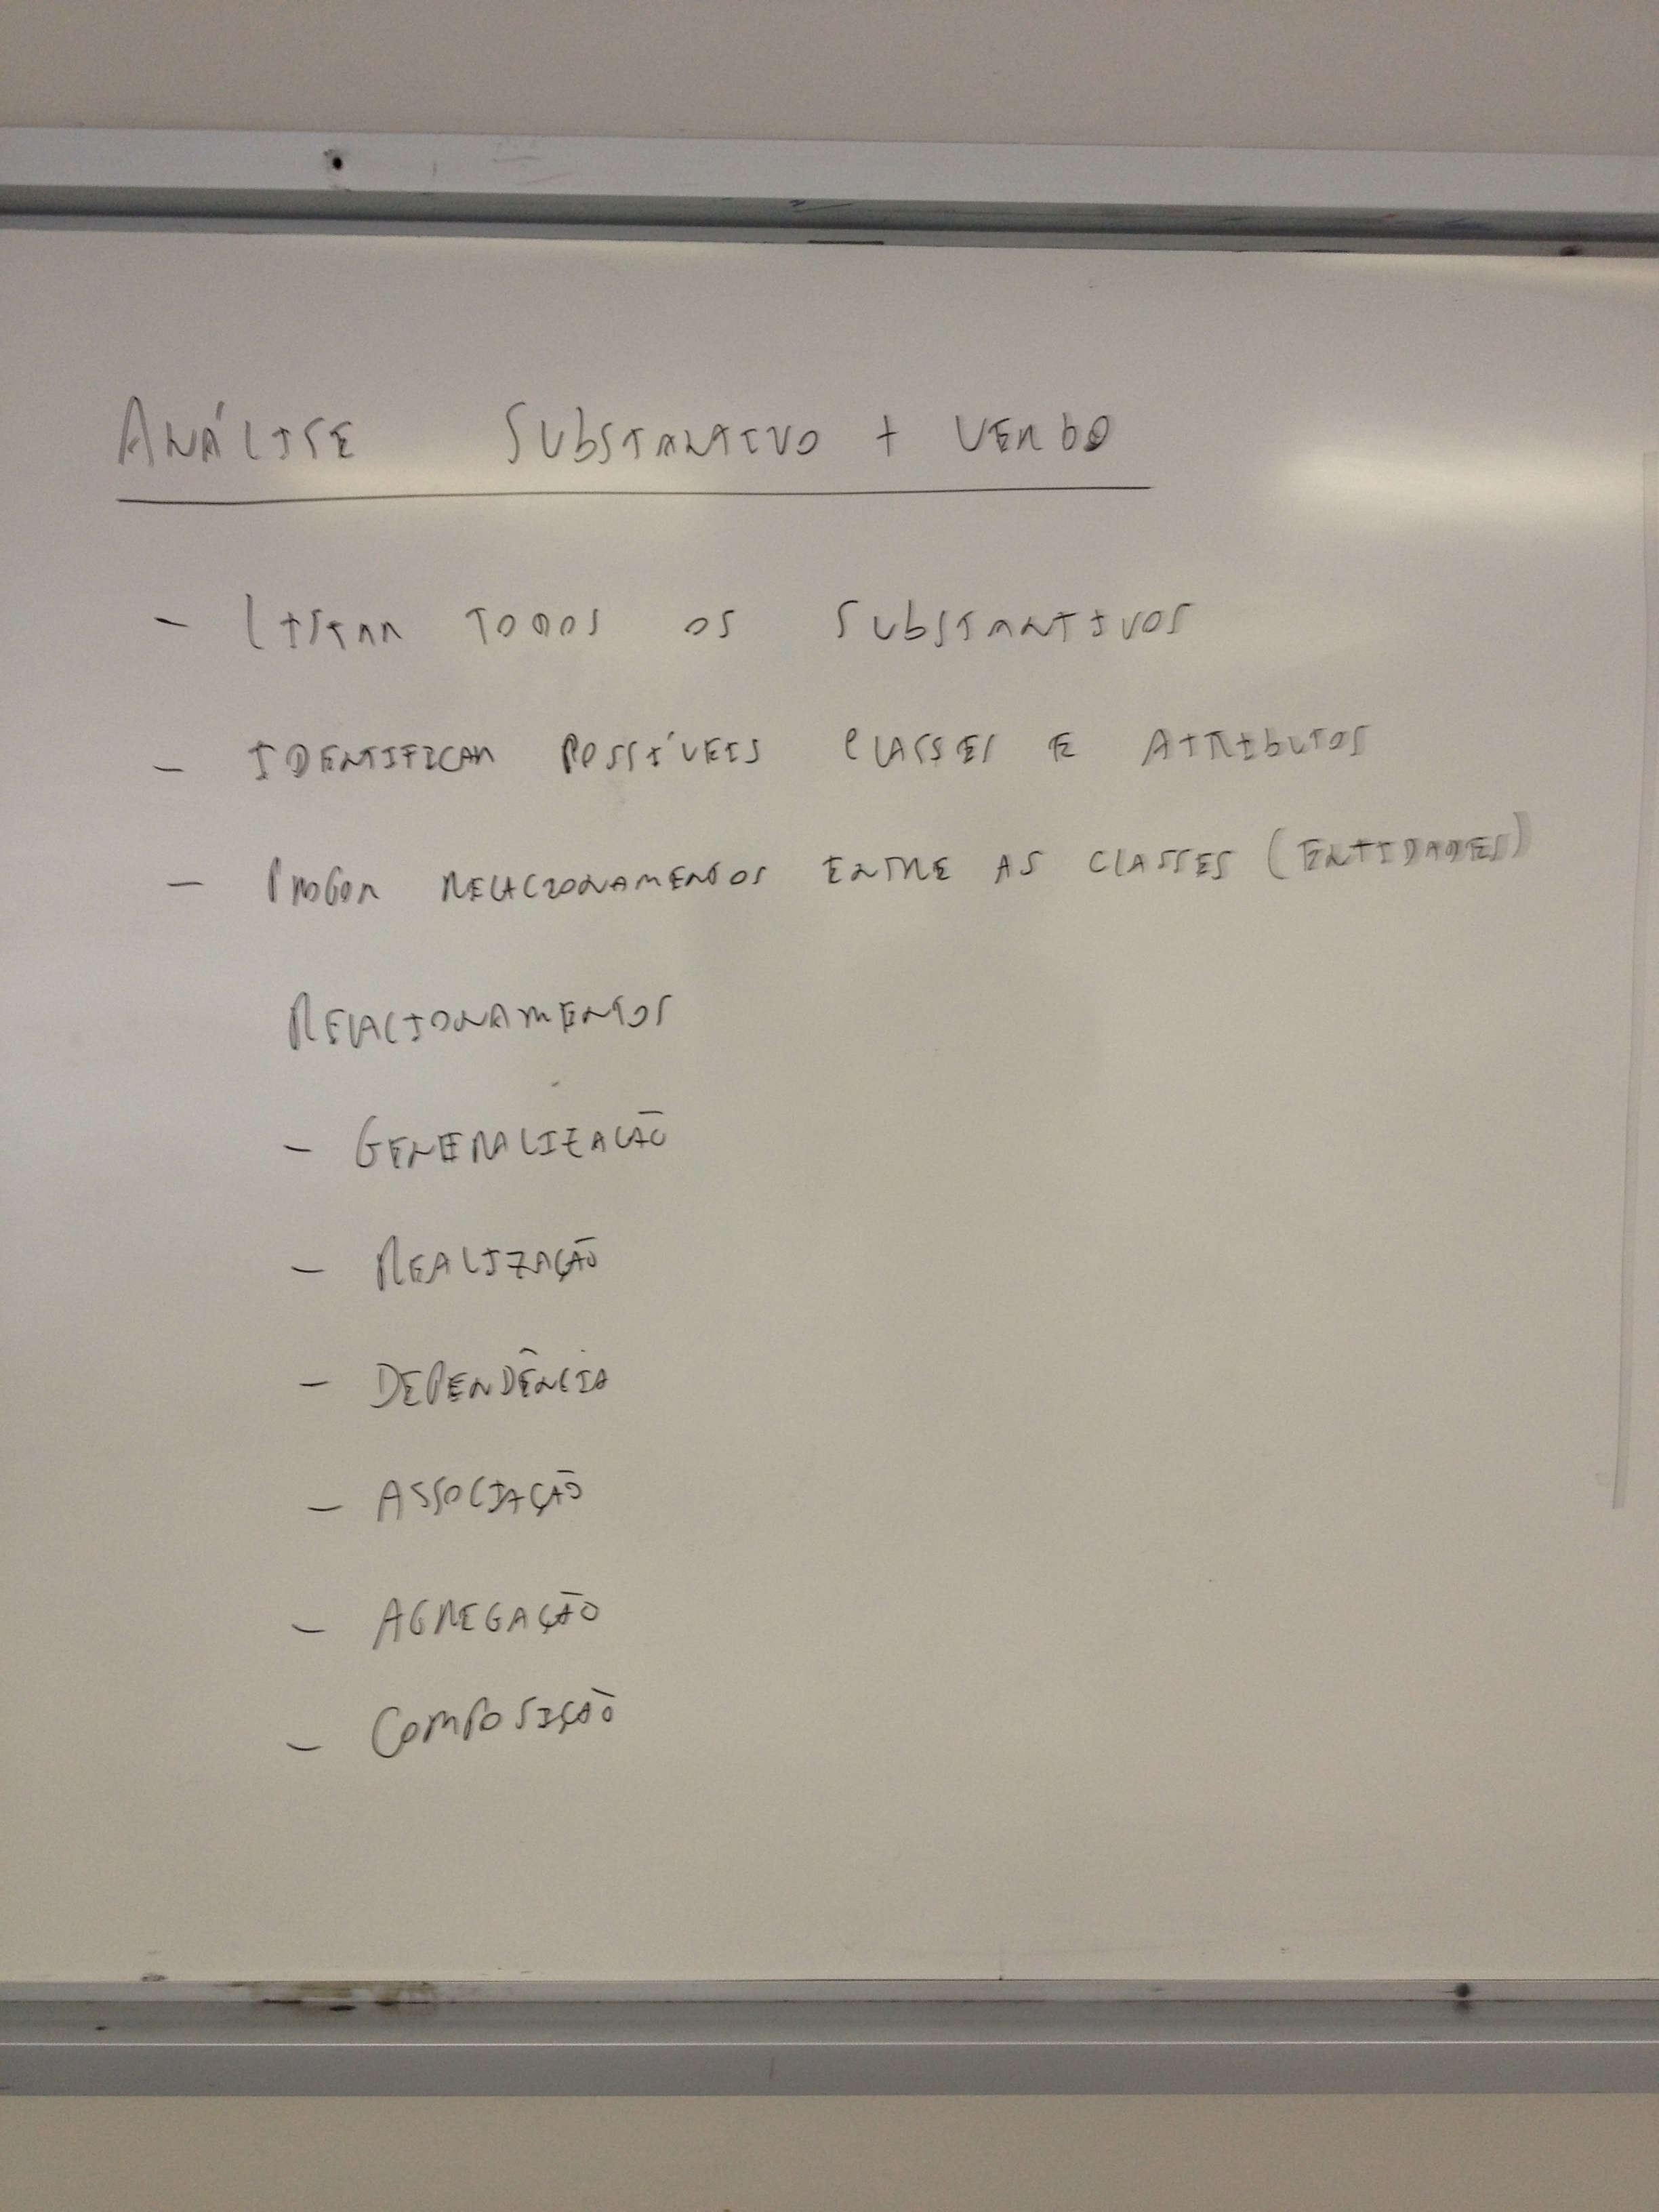 ANÁLISE SUBSTANTIVO + VERBO
- LISTAR TODOS OS SUBSTANTIVOS
- IDENTIFICAR POSSÍVEIS CLASSES E ATRIBUTOS
- PROPOR RELACIONAMENTOS ENTRE AS CLASSES (ENTIDADES)
RELACIONAMENTOS
- GENERALIZAÇÃO
- REALIZAÇÃO
- DEPENDÊNCIA
- ASSOCIAÇÃO
- AGREGAÇÃO
- COMPOSIÇÃO